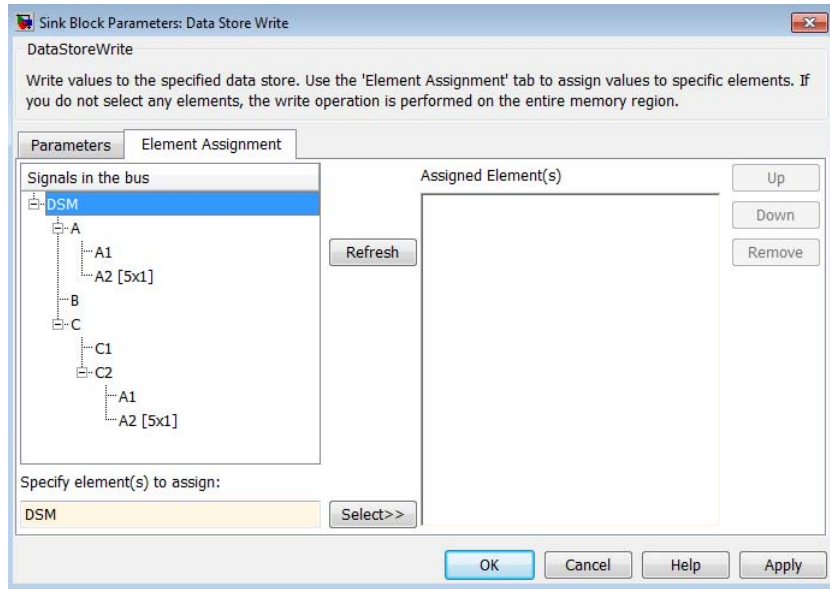 Sink Block Parameters: Data Store Write
DataStoreWrite
Write values to the specified data store. Use the 'Element Assignment' tab to assign values to specific elements. If
you do not select any elements, the write operation is performed on the entire memory region.
Parameters
Element Assignment
Signals in the bus
DSM
A
A1
A2 [5x1]
B
C
C1
C2
A1
A2 [5x1]
Specify element(s) to assign:
DSM
Refresh
Select>>
Assigned Element(s)
Up
Down
Remove
OK
Cancel
Help
Apply